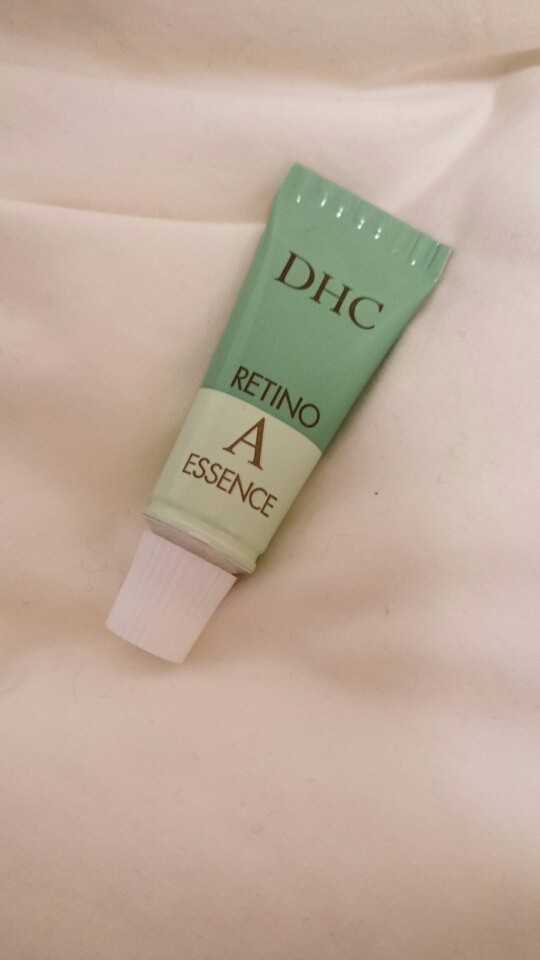 DHC
RETINO
A
ESSENCE